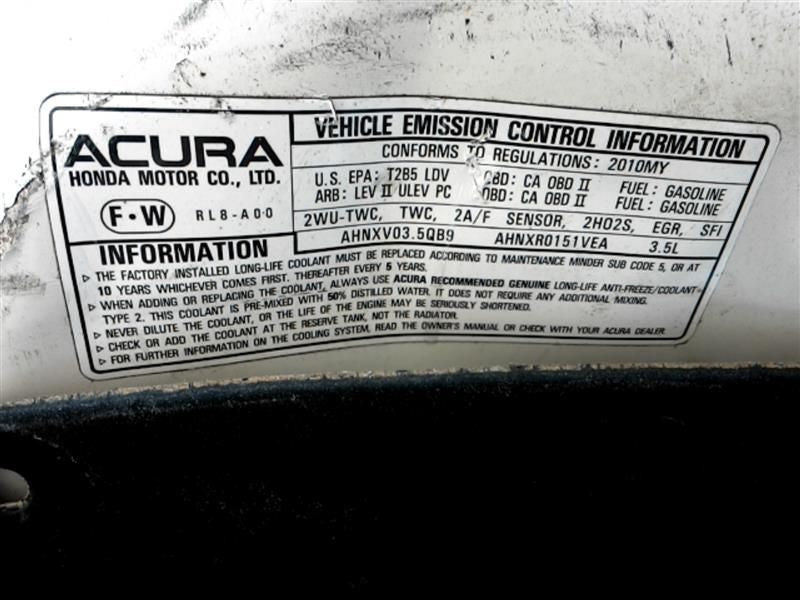 ACURA
HONDA MOTOR CO., LTD.
F·W RL8-A00
VEHICLE EMISSION CONTROL INFORMATION
CONFORMS TO REGULATIONS: 2010MY
U.S. EPA: T2B5 LDV OBD: CA OBD II FUEL: GASOLINE
ARB: LEV II ULEV PC OBD: CA OBD II FUEL: GASOLINE
2WU-TWC, TWC, 2A/F SENSOR, 2HO2S, EGR, SFI
AHNXV03.5QB9 AHNXR0151VEA 3.5L
INFORMATION
▷ THE FACTORY INSTALLED LONG-LIFE COOLANT MUST BE REPLACED ACCORDING TO MAINTENANCE MINDER SUB CODE 5, OR AT
10 YEARS WHICHEVER COMES FIRST. THEREAFTER EVERY 5 YEARS.
▷ WHEN ADDING OR REPLACING THE COOLANT, ALWAYS USE ACURA RECOMMENDED GENUINE LONG-LIFE ANTI-FREEZE/COOLANT
TYPE 2. THIS COOLANT IS PRE-MIXED WITH 50% DISTILLED WATER. IT DOES NOT REQUIRE ANY ADDITIONAL MIXING.
▷ NEVER DILUTE THE COOLANT, OR THE LIFE OF THE ENGINE MAY BE SERIOUSLY SHORTENED.
▷ CHECK OR ADD THE COOLANT AT THE RESERVE TANK, NOT THE RADIATOR.
▷ FOR FURTHER INFORMATION ON THE COOLING SYSTEM, READ THE OWNER'S MANUAL OR CHECK WITH YOUR ACURA DEALER.